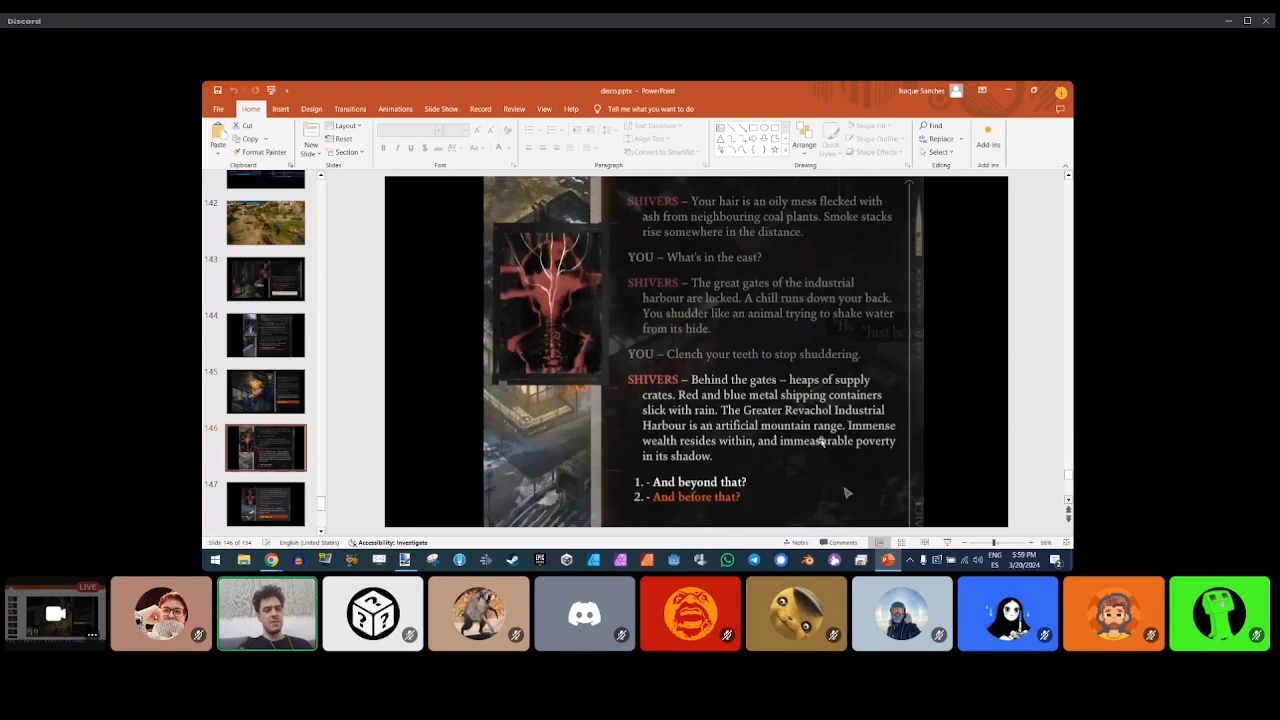 Discord
disco.pptx - PowerPoint
Isaque Sanches
File Home Insert Design Transitions Animations Slide Show Record Review View Help Tell me what you want to do
Paste
Cut
Copy
Format Painter
Clipboard
New
Slide
Layout
Reset
Section
Slides
Font
Text Direction
Align Text
Convert to SmartArt
Paragraph
Arrange
Quick
Styles
Shape Fill
Shape Outline
Shape Effects
Drawing
Find
Replace
Select
Editing
Add-ins
Add-ins
142
143
144
145
146
147
SHIVERS – Your hair is an oily mess flecked with
ash from neighbouring coal plants. Smoke stacks
rise somewhere in the distance.
YOU – What's in the east?
SHIVERS – The great gates of the industrial
harbour are locked. A chill runs down your back.
You shudder like an animal trying to shake water
from its hide.
YOU – Clench your teeth to stop shuddering.
SHIVERS – Behind the gates – heaps of supply
crates. Red and blue metal shipping containers
slick with rain. The Greater Revachol Industrial
Harbour is an artificial mountain range. Immense
wealth resides within, and immeasurable poverty
in its shadow.
1. - And beyond that?
2. - And before that?
Slide 146 of 154 English (United States) Accessibility: Investigate Notes Comments 66%
ENG
ES
5:59 PM
3/20/2024
LIVE